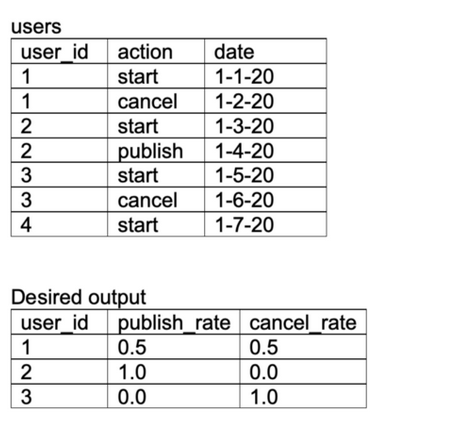 users
user_id action date
1 start 1-1-20
1 cancel 1-2-20
2 start 1-3-20
2 publish 1-4-20
3 start 1-5-20
3 cancel 1-6-20
4 start 1-7-20
Desired output
user_id publish_rate cancel_rate
1 0.5 0.5
2 1.0 0.0
3 0.0 1.0